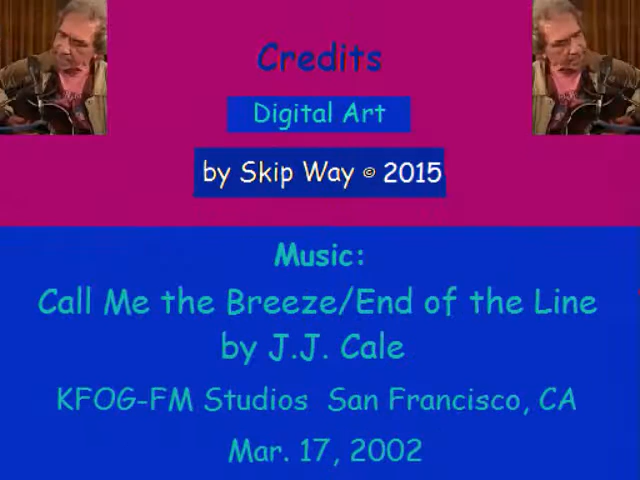 Credits
Digital Art
by Skip Way © 2015
Music:
Call Me the Breeze/End of the Line
by J.J. Cale
KFOG-FM Studios San Francisco, CA
Mar. 17, 2002